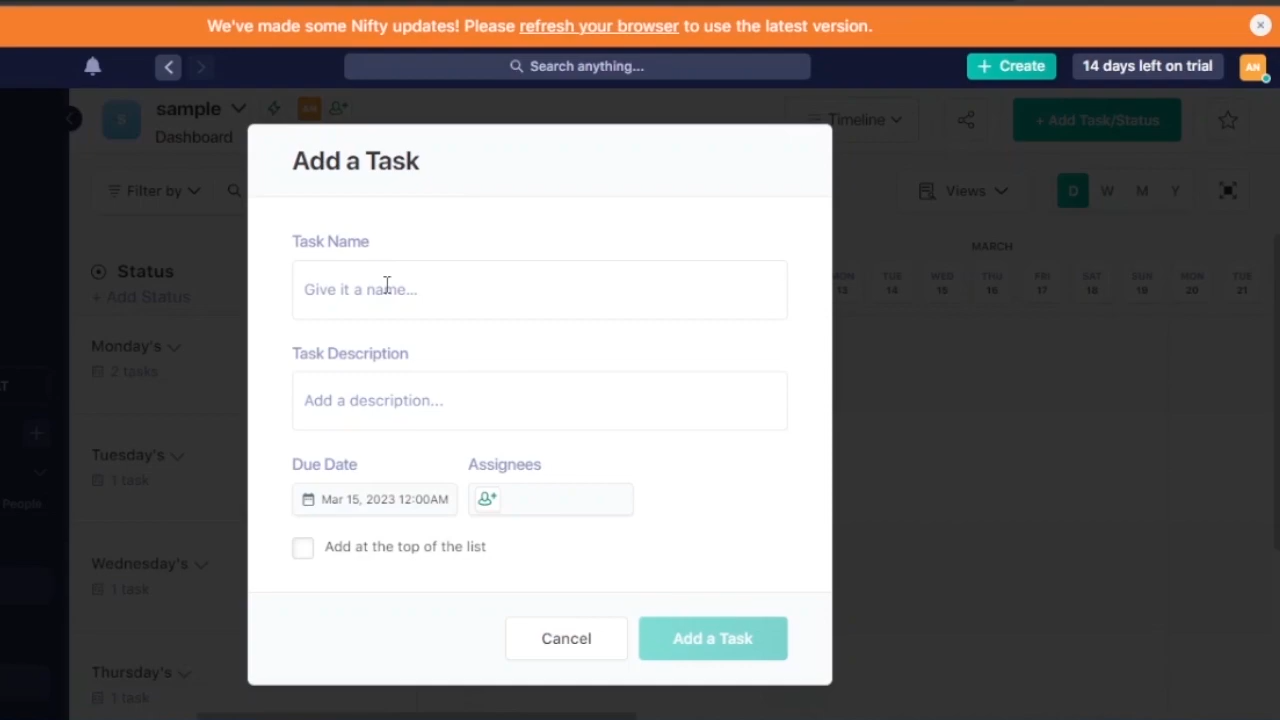 We've made some Nifty updates! Please refresh your browser to use the latest version.
Search anything...
+ Create
14 days left on trial
AN
S
sample
Dashboard
Timeline
+ Add Task/Status
Add a Task
Filter by
Views
D W M Y
Task Name
MARCH
Give it a name...
MON 13 TUE 14 WED 15 THU 16 FRI 17 SAT 18 SUN 19 MON 20 TUE 21
Status
+ Add Status
Monday's
2 tasks
Task Description
Add a description...
Tuesday's
1 task
Due Date
Assignees
Mar 15, 2023 12:00AM
People
Add at the top of the list
Wednesday's
1 task
Cancel
Add a Task
Thursday's
1 task